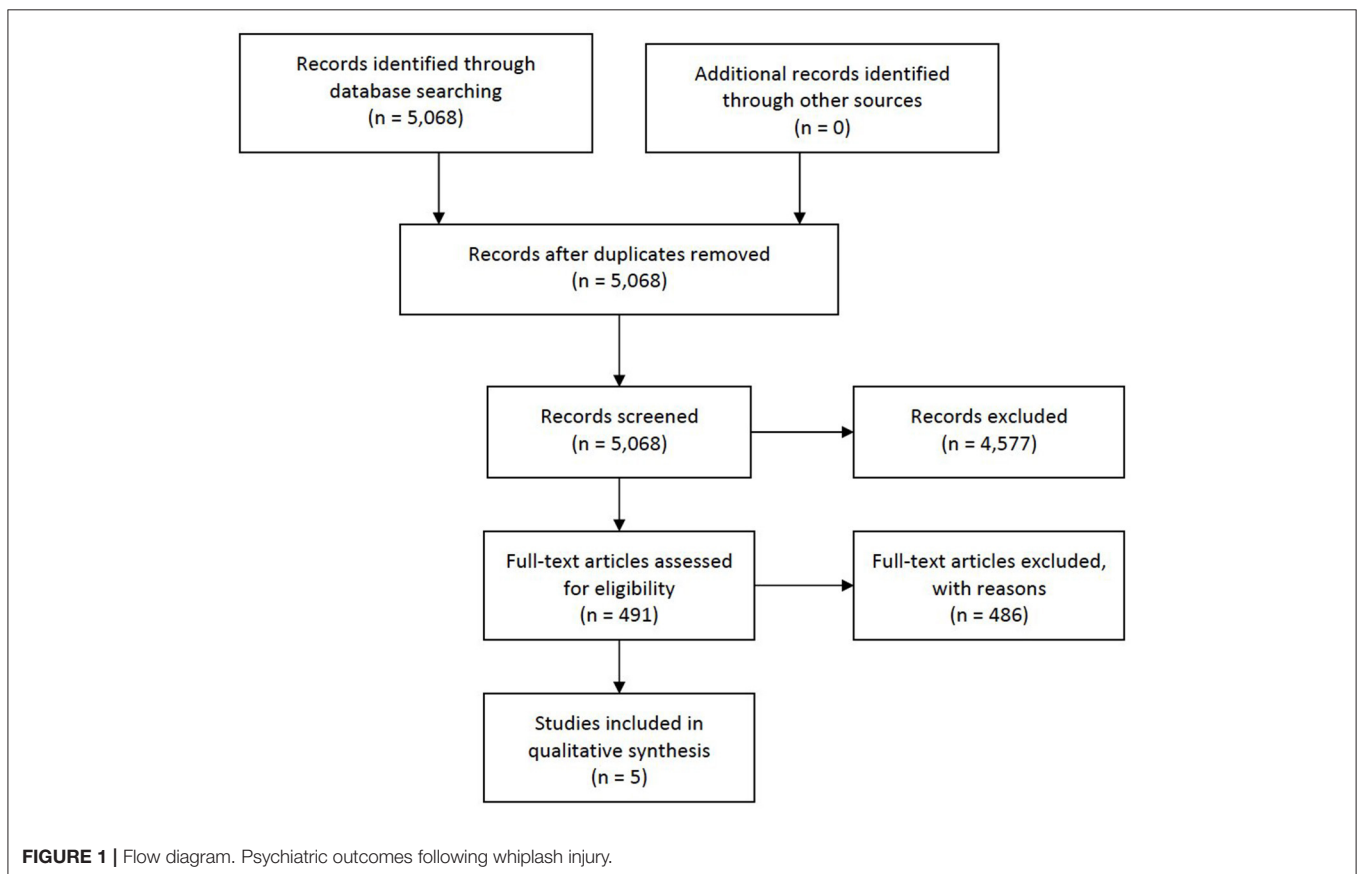 Records identified through
database searching
(n = 5,068)
Additional records identified
through other sources
(n = 0)
Records after duplicates removed
(n = 5,068)
Records screened
(n = 5,068)
Records excluded
(n = 4,577)
Full-text articles assessed
for eligibility
(n = 491)
Full-text articles excluded,
with reasons
(n = 486)
Studies included in
qualitative synthesis
(n = 5)
FIGURE 1 | Flow diagram. Psychiatric outcomes following whiplash injury.